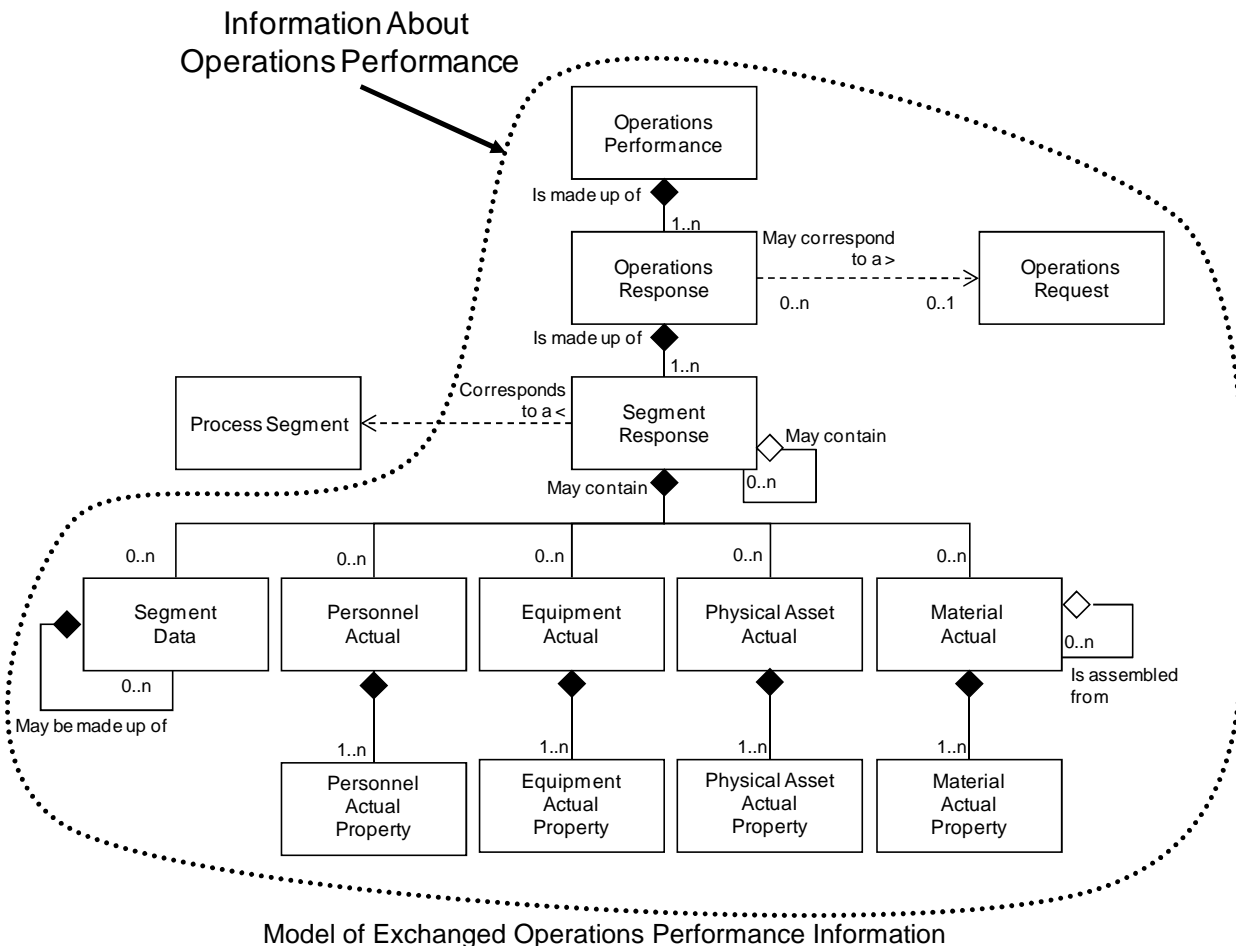 Information About
Operations Performance
Operations
Performance
Is made up of
1..n
Operations
Response
May correspond
to a >
0..n
0..1
Operations
Request
Is made up of
1..n
Process Segment
Corresponds
to a <
Segment
Response
May contain
0..n
May contain
0..n
0..n
0..n
0..n
0..n
Segment
Data
Personnel
Actual
Equipment
Actual
Physical Asset
Actual
Material
Actual
0..n
Is assembled
from
0..n
May be made up of
1..n
1..n
1..n
1..n
Personnel
Actual
Property
Equipment
Actual
Property
Physical Asset
Actual
Property
Material
Actual
Property
Model of Exchanged Operations Performance Information